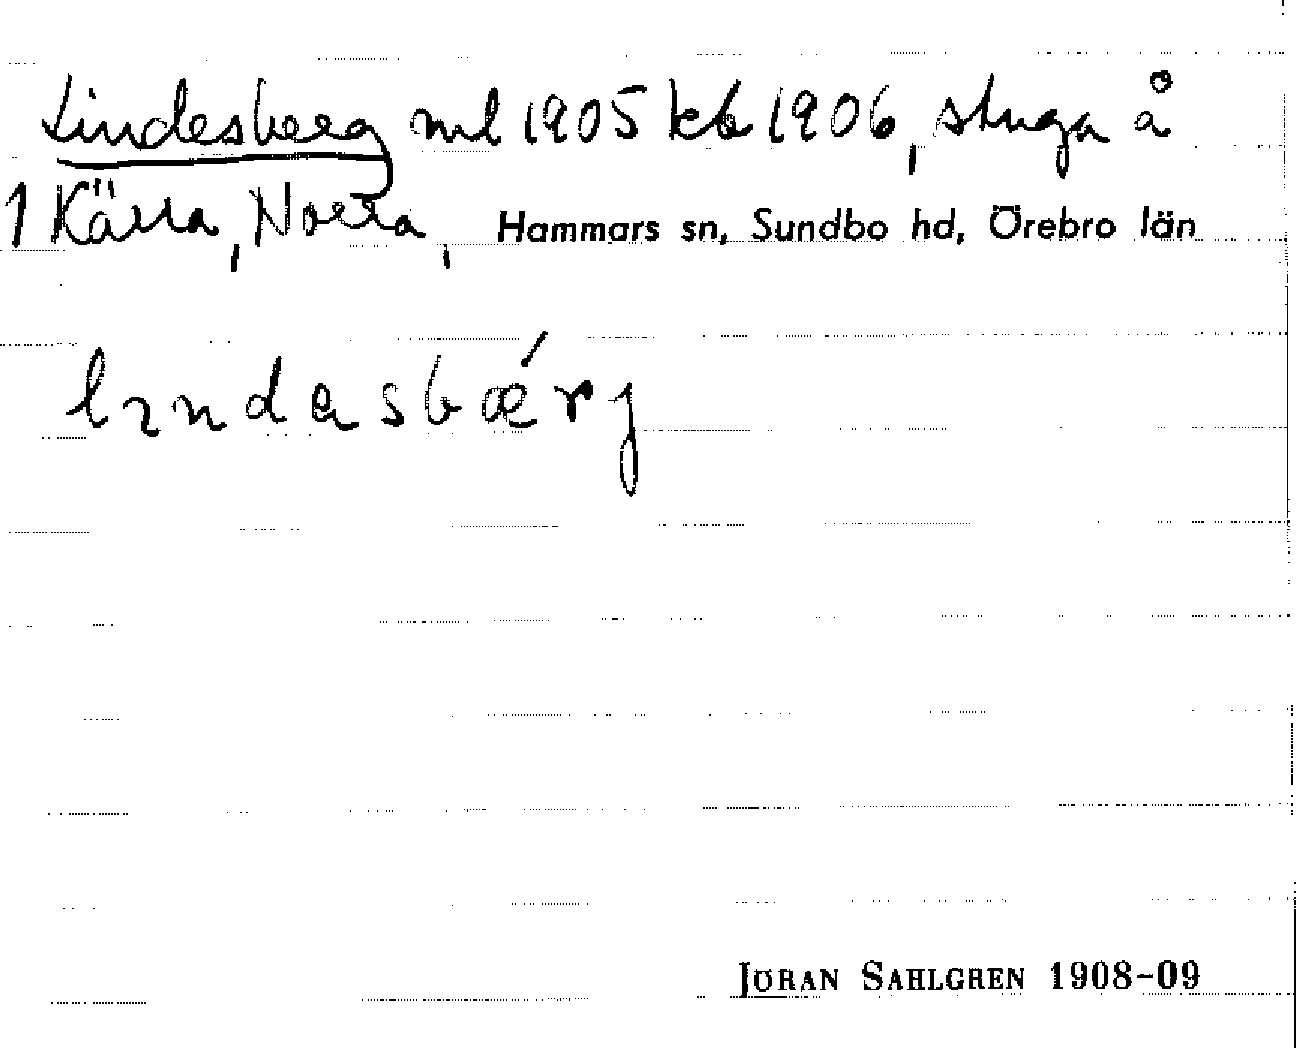 Lindesberg ml 1905 kb 1906, stuga å
1 Kärra, Norra, Hammars sn, Sundbo hd, Örebro län
lındasbǽrj
JÖRAN SAHLGREN 1908-09